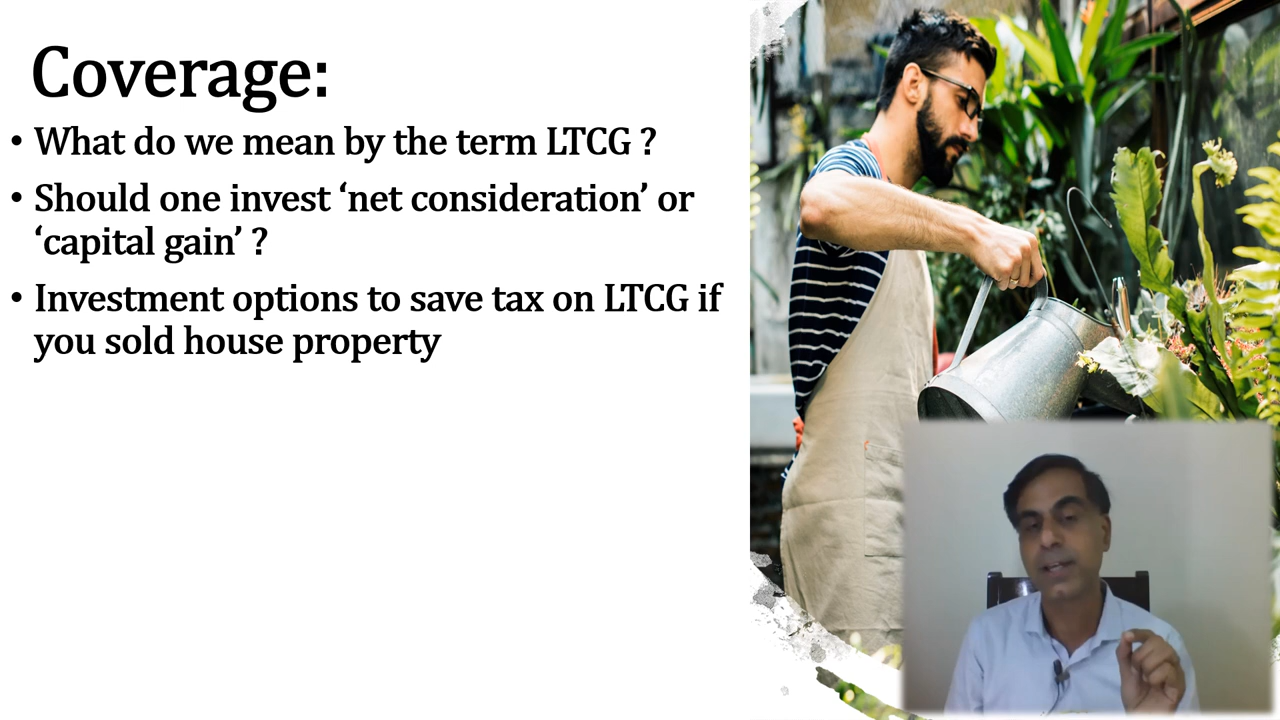 Coverage:
• What do we mean by the term LTCG ?
• Should one invest ‘net consideration’ or
‘capital gain’ ?
• Investment options to save tax on LTCG if
you sold house property